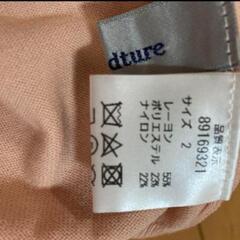 dture
品質表示
89169321
サイズ 2
レーヨン 55%
ポリエステル 23%
ナイロン 22%